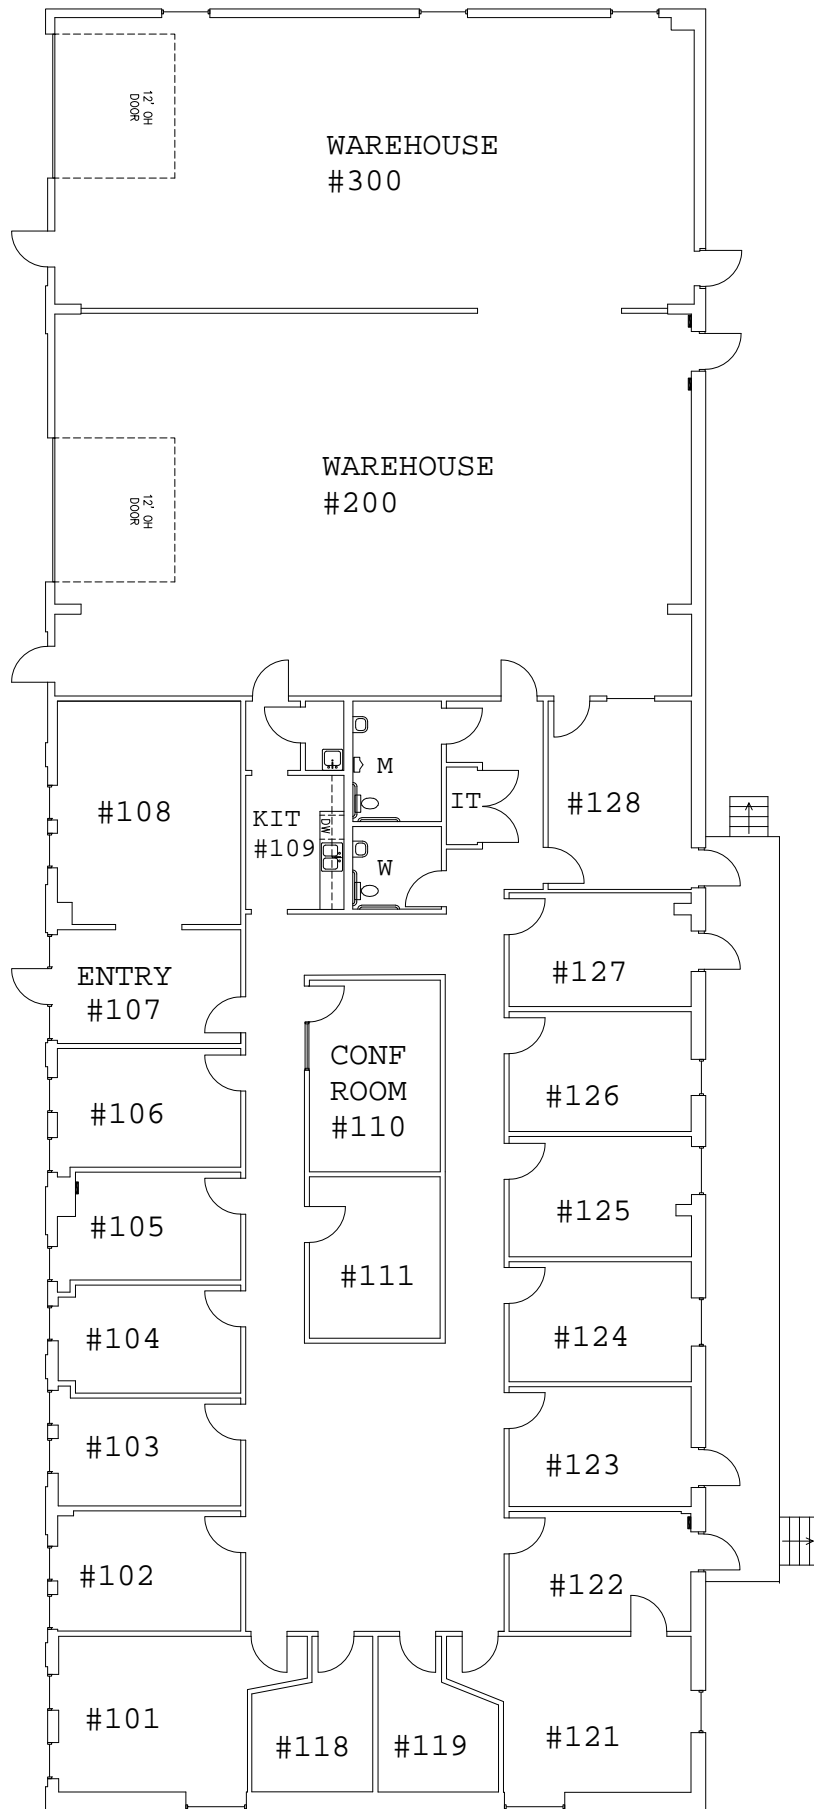 12' OH
DOOR
WAREHOUSE
#300
WAREHOUSE
#200
12' OH
DOOR
#108
KIT
#109
DW
M
W
IT
#128
ENTRY
#107
#127
CONF
ROOM
#110
#106
#126
#105
#125
#111
#104
#124
#103
#123
#102
#122
#101
#118
#119
#121